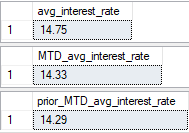 avg_interest_rate
1 14.75
MTD_avg_interest_rate
1 14.33
prior_MTD_avg_interest_rate
1 14.29